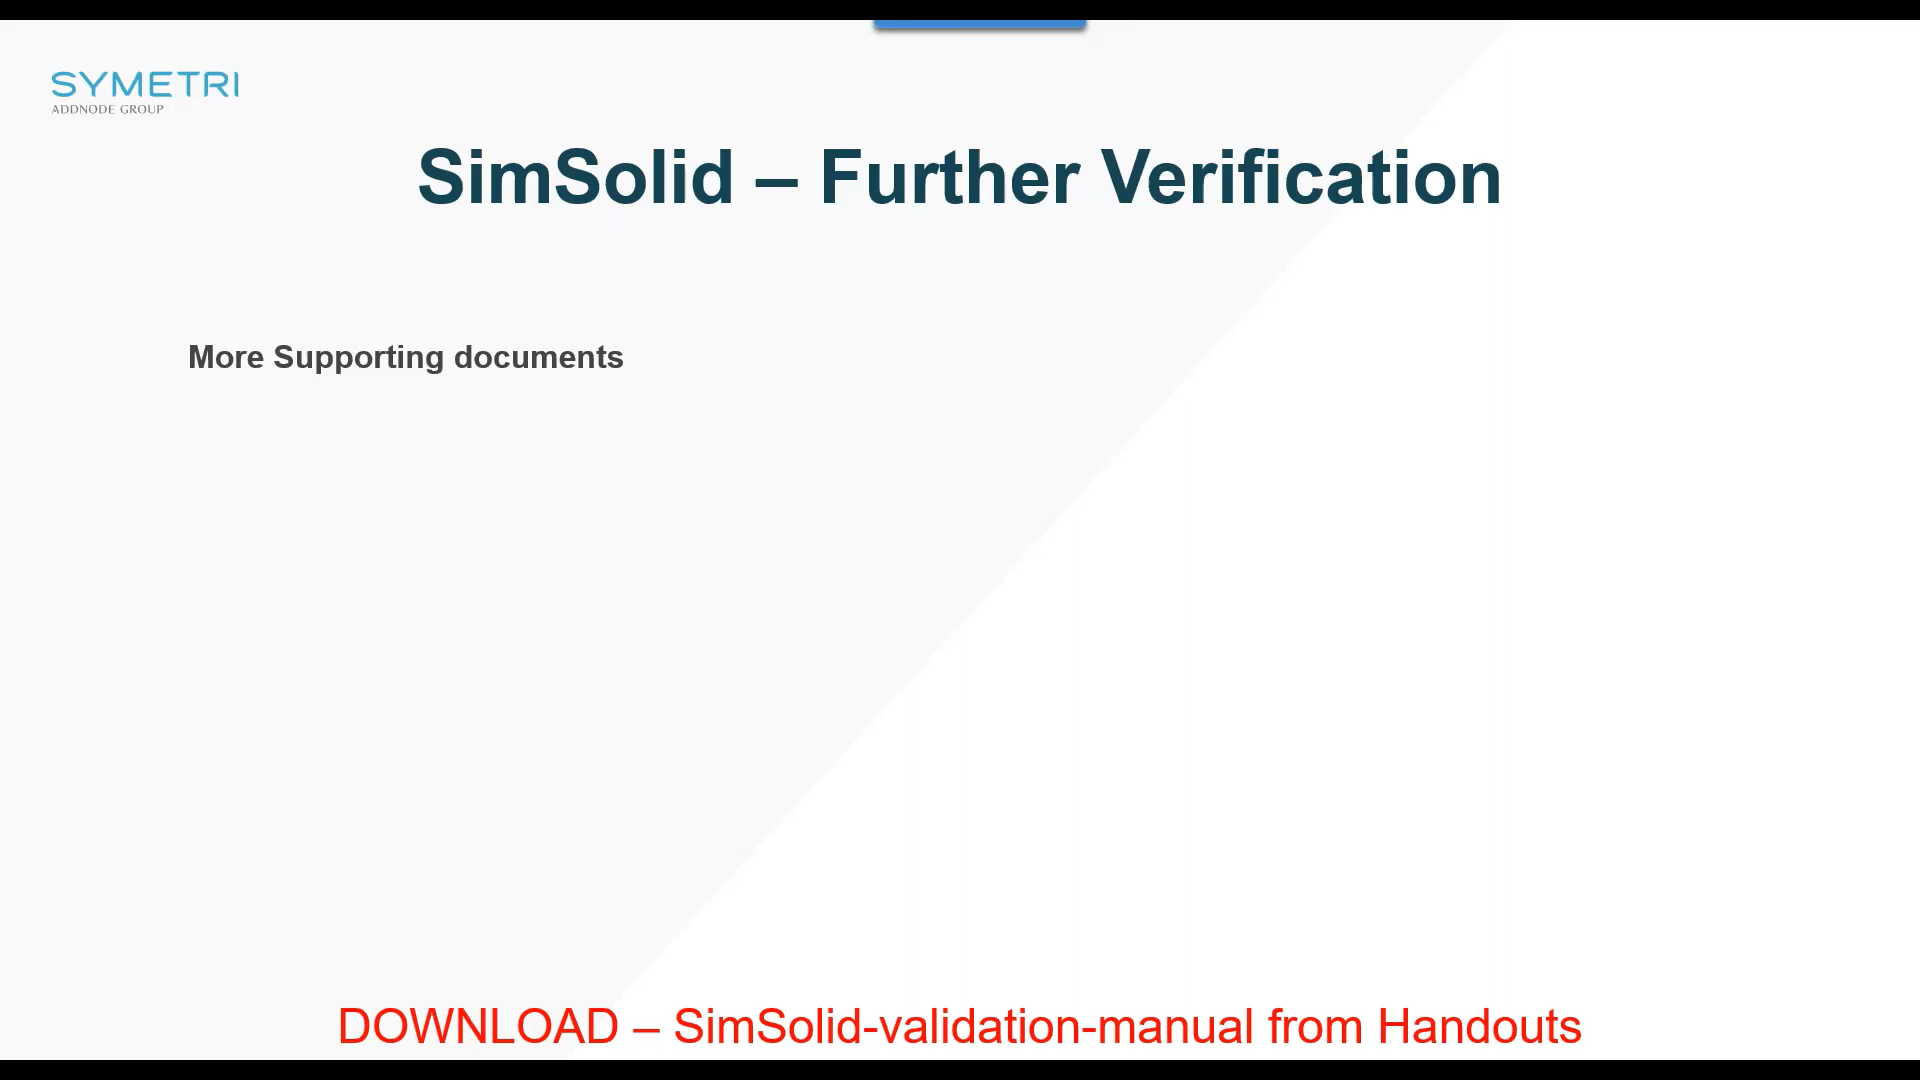 SYMETRI
ADDNODE GROUP
SimSolid – Further Verification
More Supporting documents
DOWNLOAD – SimSolid-validation-manual from Handouts